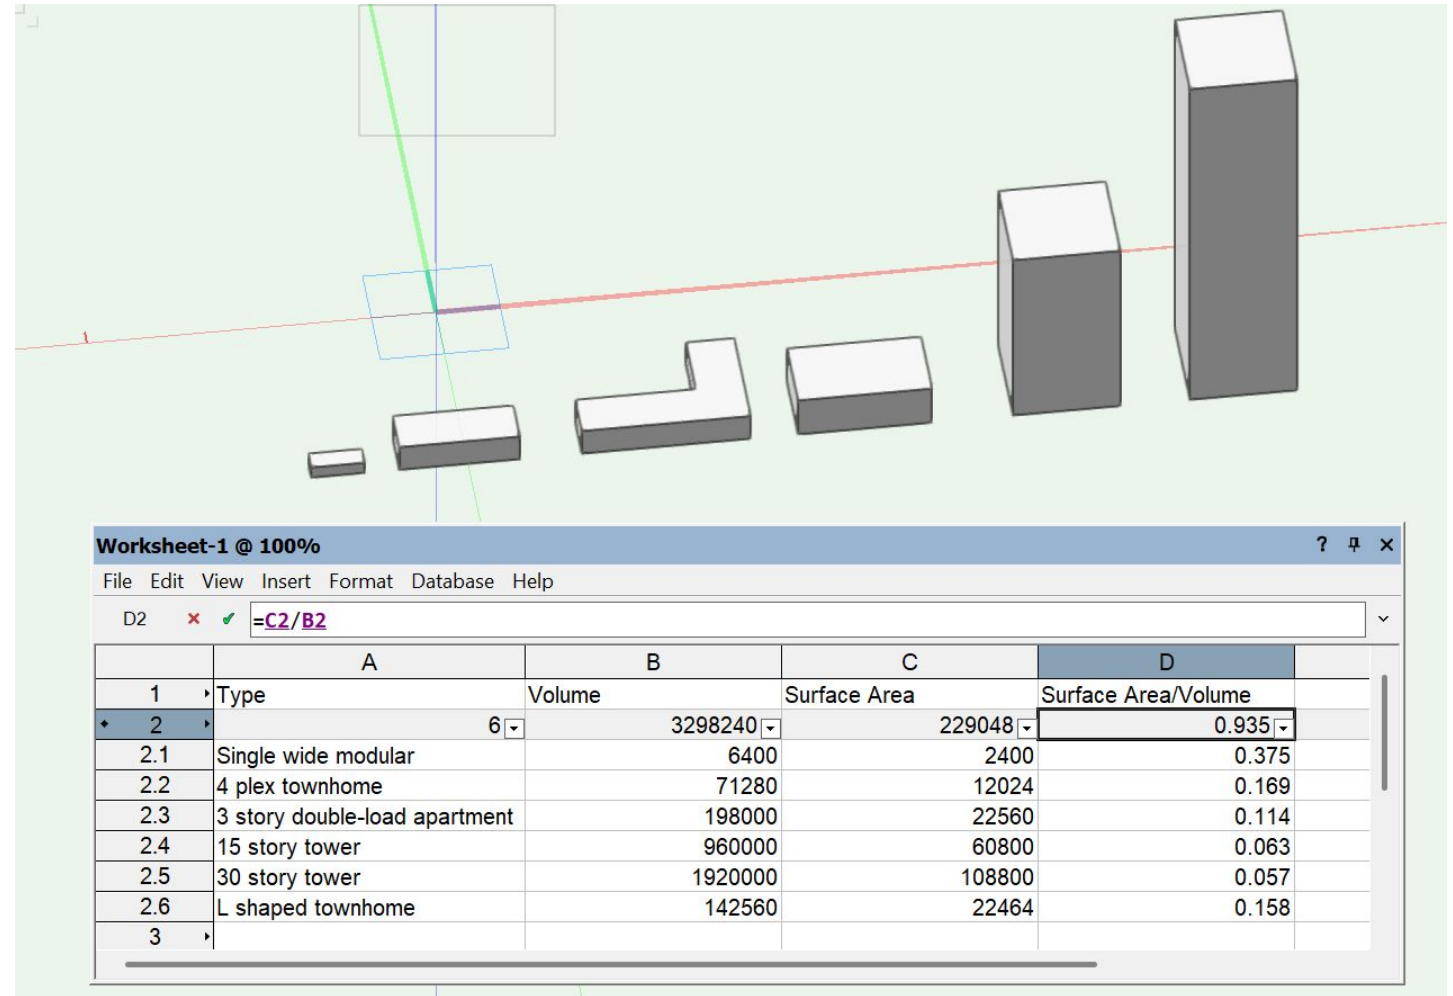 1
Worksheet-1 @ 100% ?
File Edit View Insert Format Database Help
D2 =C2/B2
A B C D
1 Type Volume Surface Area Surface Area/Volume
2 6 3298240 229048 0.935
2.1 Single wide modular 6400 2400 0.375
2.2 4 plex townhome 71280 12024 0.169
2.3 3 story double-load apartment 198000 22560 0.114
2.4 15 story tower 960000 60800 0.063
2.5 30 story tower 1920000 108800 0.057
2.6 L shaped townhome 142560 22464 0.158
3